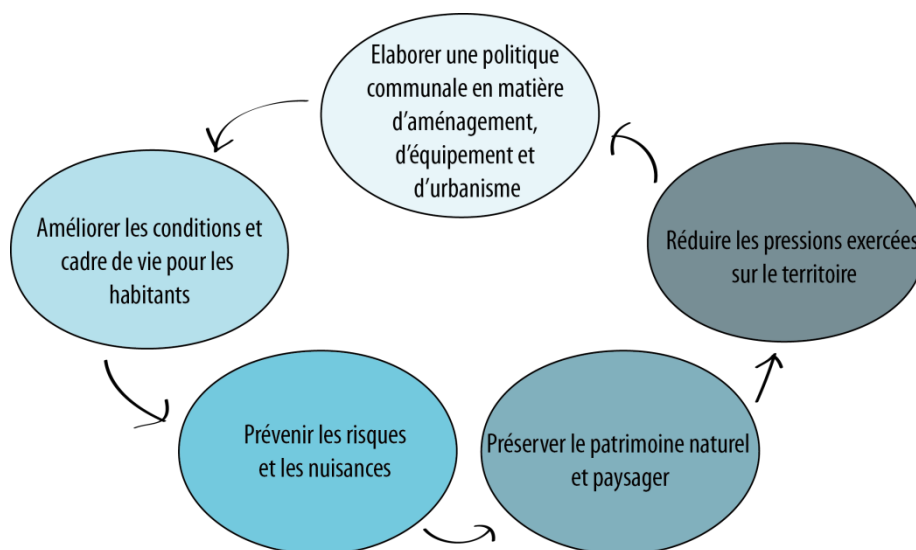 Elaborer une politique
communale en matière
d'aménagement,
d'équipement et
d'urbanisme
Améliorer les conditions et
cadre de vie pour les
habitants
Prévenir les risques
et les nuisances
Préserver le patrimoine naturel
et paysager
Réduire les pressions exercées
sur le territoire